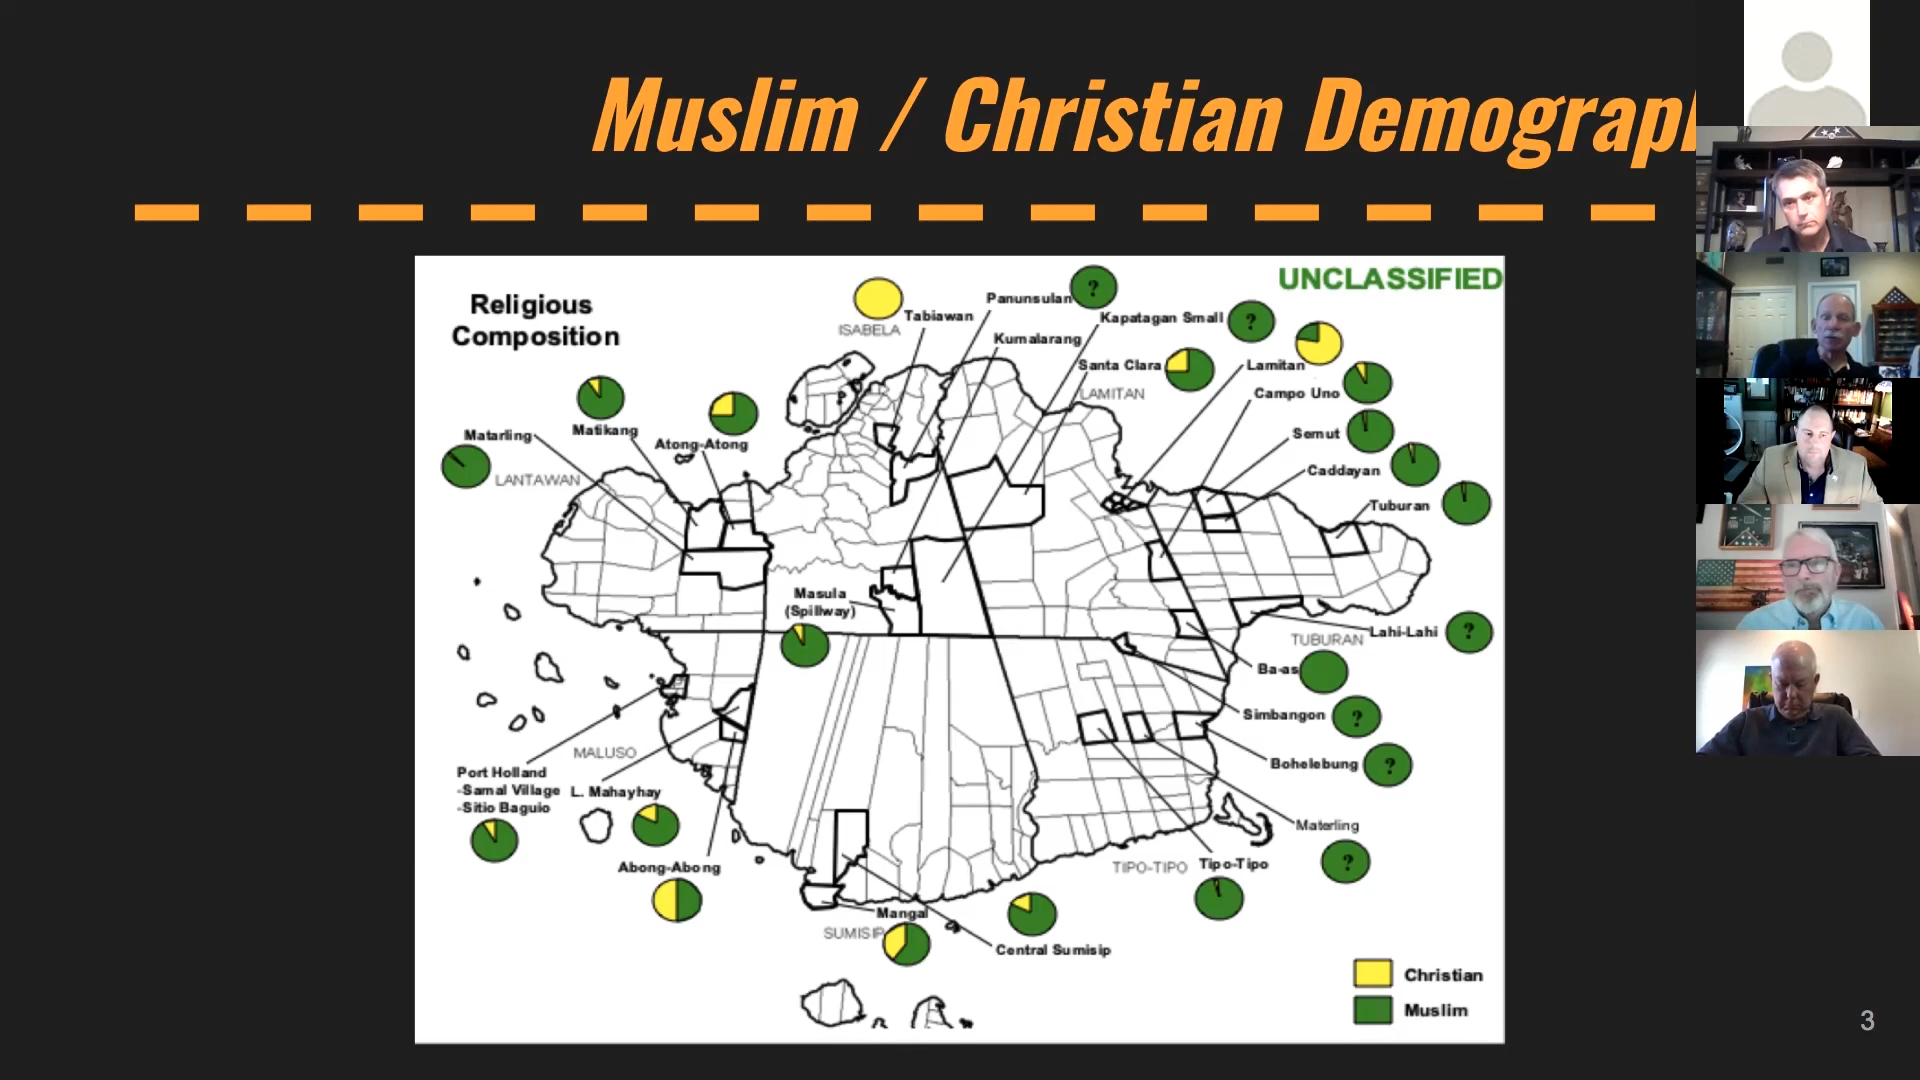 Muslim / Christian Demograp
UNCLASSIFIED
Religious
Composition
ISABELA
Tabiawan
Panunsulan
?
Kapatagan Small
?
Kumalarang
Santa Clara
LAMITAN
Lamitan
Campo Uno
Semut
Caddayan
Tuburan
Matarling
Matikang
Atong-Atong
LANTAWAN
Masula
(Spillway)
Lahi-Lahi
?
TUBURAN
Ba-as
Simbangon
?
Bohelebung
?
MALUSO
Port Holland
-Samal Village
-Sitio Baguio
L. Mahayhay
Materling
?
Abong-Abong
TIPO-TIPO
Tipo-Tipo
Mangal
SUMISIP
Central Sumisip
Christian
Muslim
3